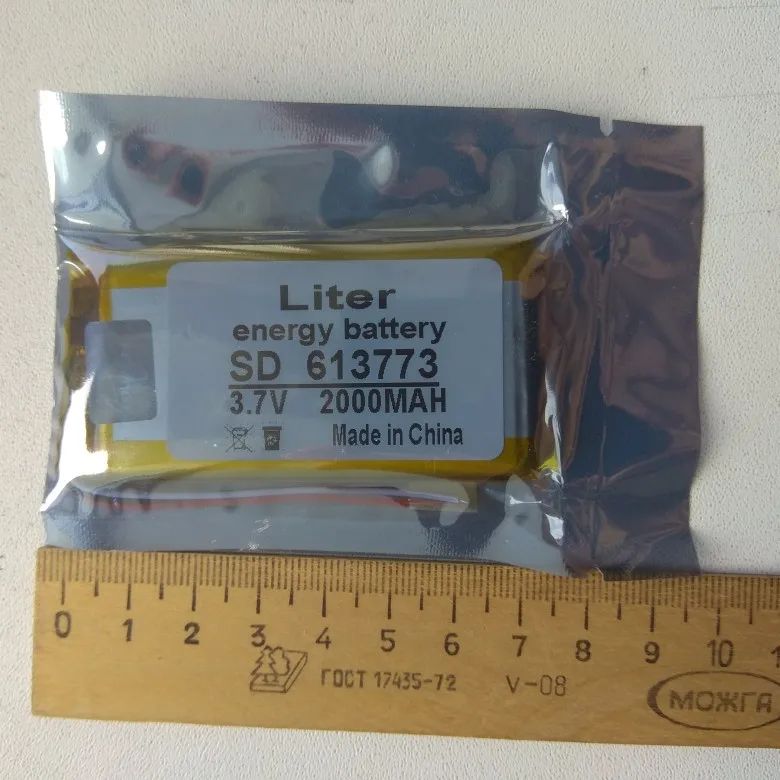 Liter
energy battery
SD 613773
3.7V 2000MAH
Made in China
0 1 2 3 4 5 6 7 8 9 10
ГОСТ 17435-72 V-08
МОЖГА